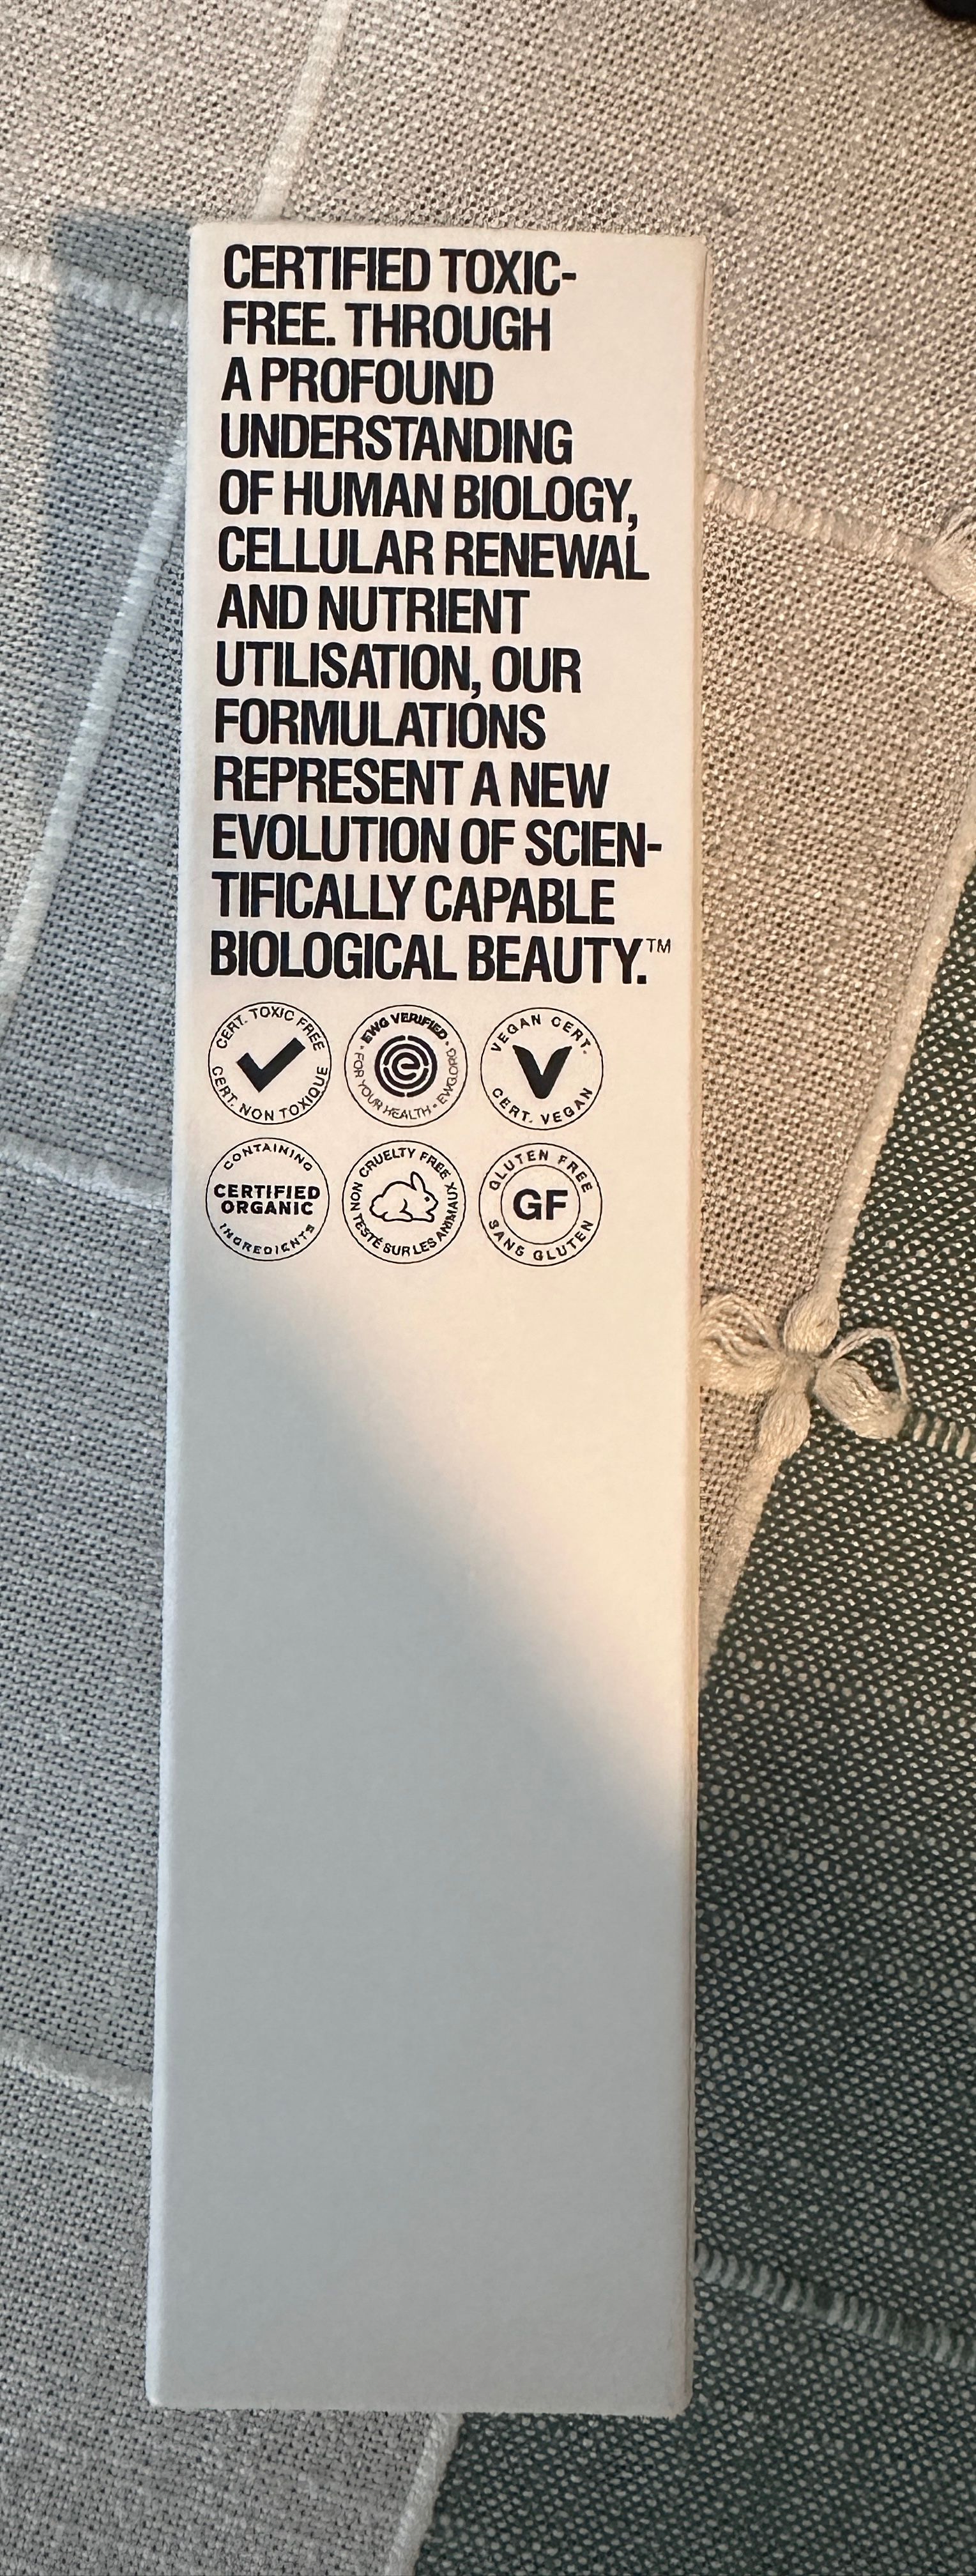 CERTIFIED TOXIC-
FREE. THROUGH
A PROFOUND
UNDERSTANDING
OF HUMAN BIOLOGY,
CELLULAR RENEWAL
AND NUTRIENT
UTILISATION, OUR
FORMULATIONS
REPRESENT A NEW
EVOLUTION OF SCIEN-
TIFICALLY CAPABLE
BIOLOGICAL BEAUTY.™
CERT. TOXIC FREE
CERT. NON TOXIQUE
EWG VERIFIED
• FOR YOUR HEALTH • EWG.ORG •
e
VEGAN CERT.
V
CERT. VEGAN
CONTAINING
CERTIFIED
ORGANIC
INGREDIENTS
CRUELTY FREE
NON TESTÉ SUR LES ANIMAUX
GLUTEN FREE
GF
SANS GLUTEN